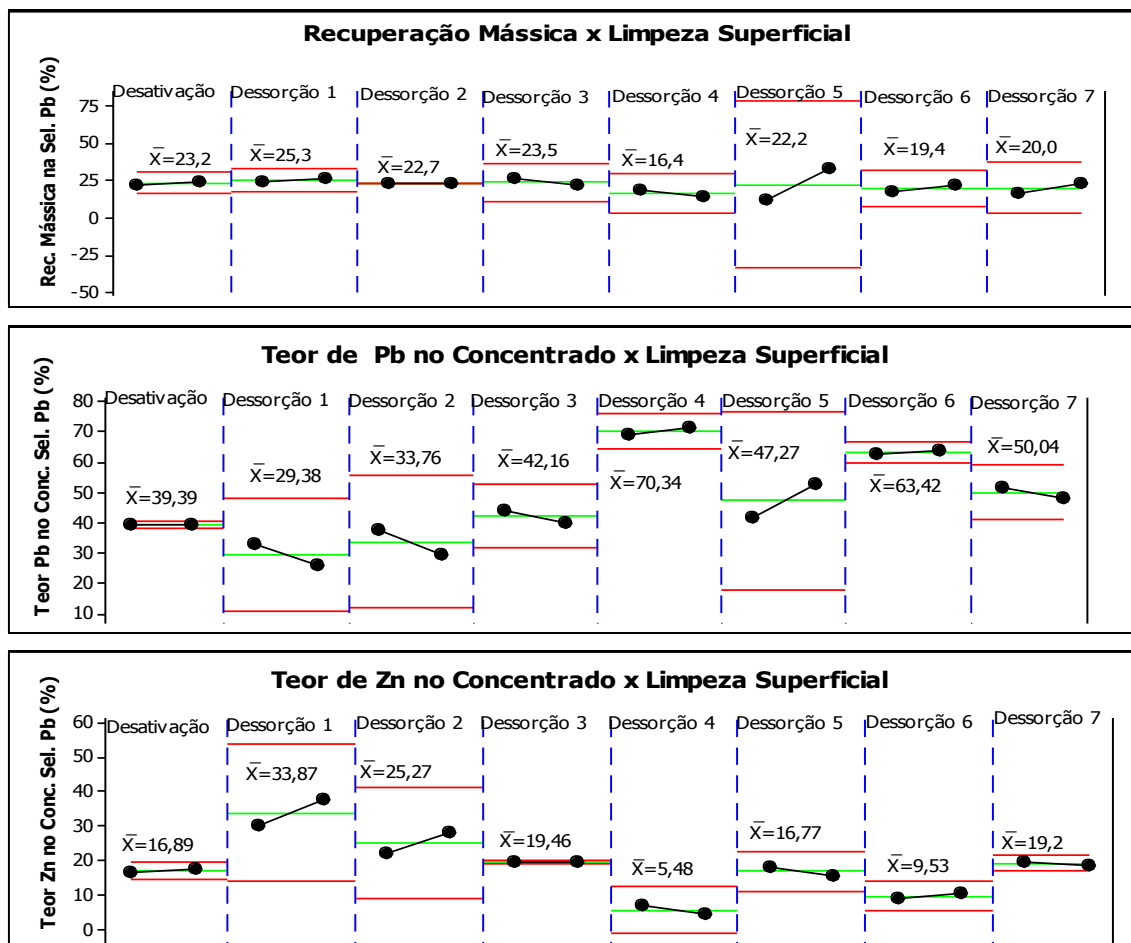 Recuperação Mássica x Limpeza Superficial
Rec. Mássica na Sel. Pb (%)
Desativação Dessorção 1 Dessorção 2 Dessorção 3 Dessorção 4 Dessorção 5 Dessorção 6 Dessorção 7
75
50
25
0
-25
-50
X̅=23,2 X̅=25,3 X̅=22,7 X̅=23,5 X̅=16,4 X̅=22,2 X̅=19,4 X̅=20,0
Teor de Pb no Concentrado x Limpeza Superficial
Teor Pb no Conc. Sel. Pb (%)
Desativação Dessorção 1 Dessorção 2 Dessorção 3 Dessorção 4 Dessorção 5 Dessorção 6 Dessorção 7
80
70
60
50
40
30
20
10
X̅=39,39 X̅=29,38 X̅=33,76 X̅=42,16 X̅=70,34 X̅=47,27 X̅=63,42 X̅=50,04
Teor de Zn no Concentrado x Limpeza Superficial
Teor Zn no Conc. Sel. Pb (%)
Desativação Dessorção 1 Dessorção 2 Dessorção 3 Dessorção 4 Dessorção 5 Dessorção 6 Dessorção 7
60
50
40
30
20
10
0
X̅=16,89 X̅=33,87 X̅=25,27 X̅=19,46 X̅=5,48 X̅=16,77 X̅=9,53 X̅=19,2